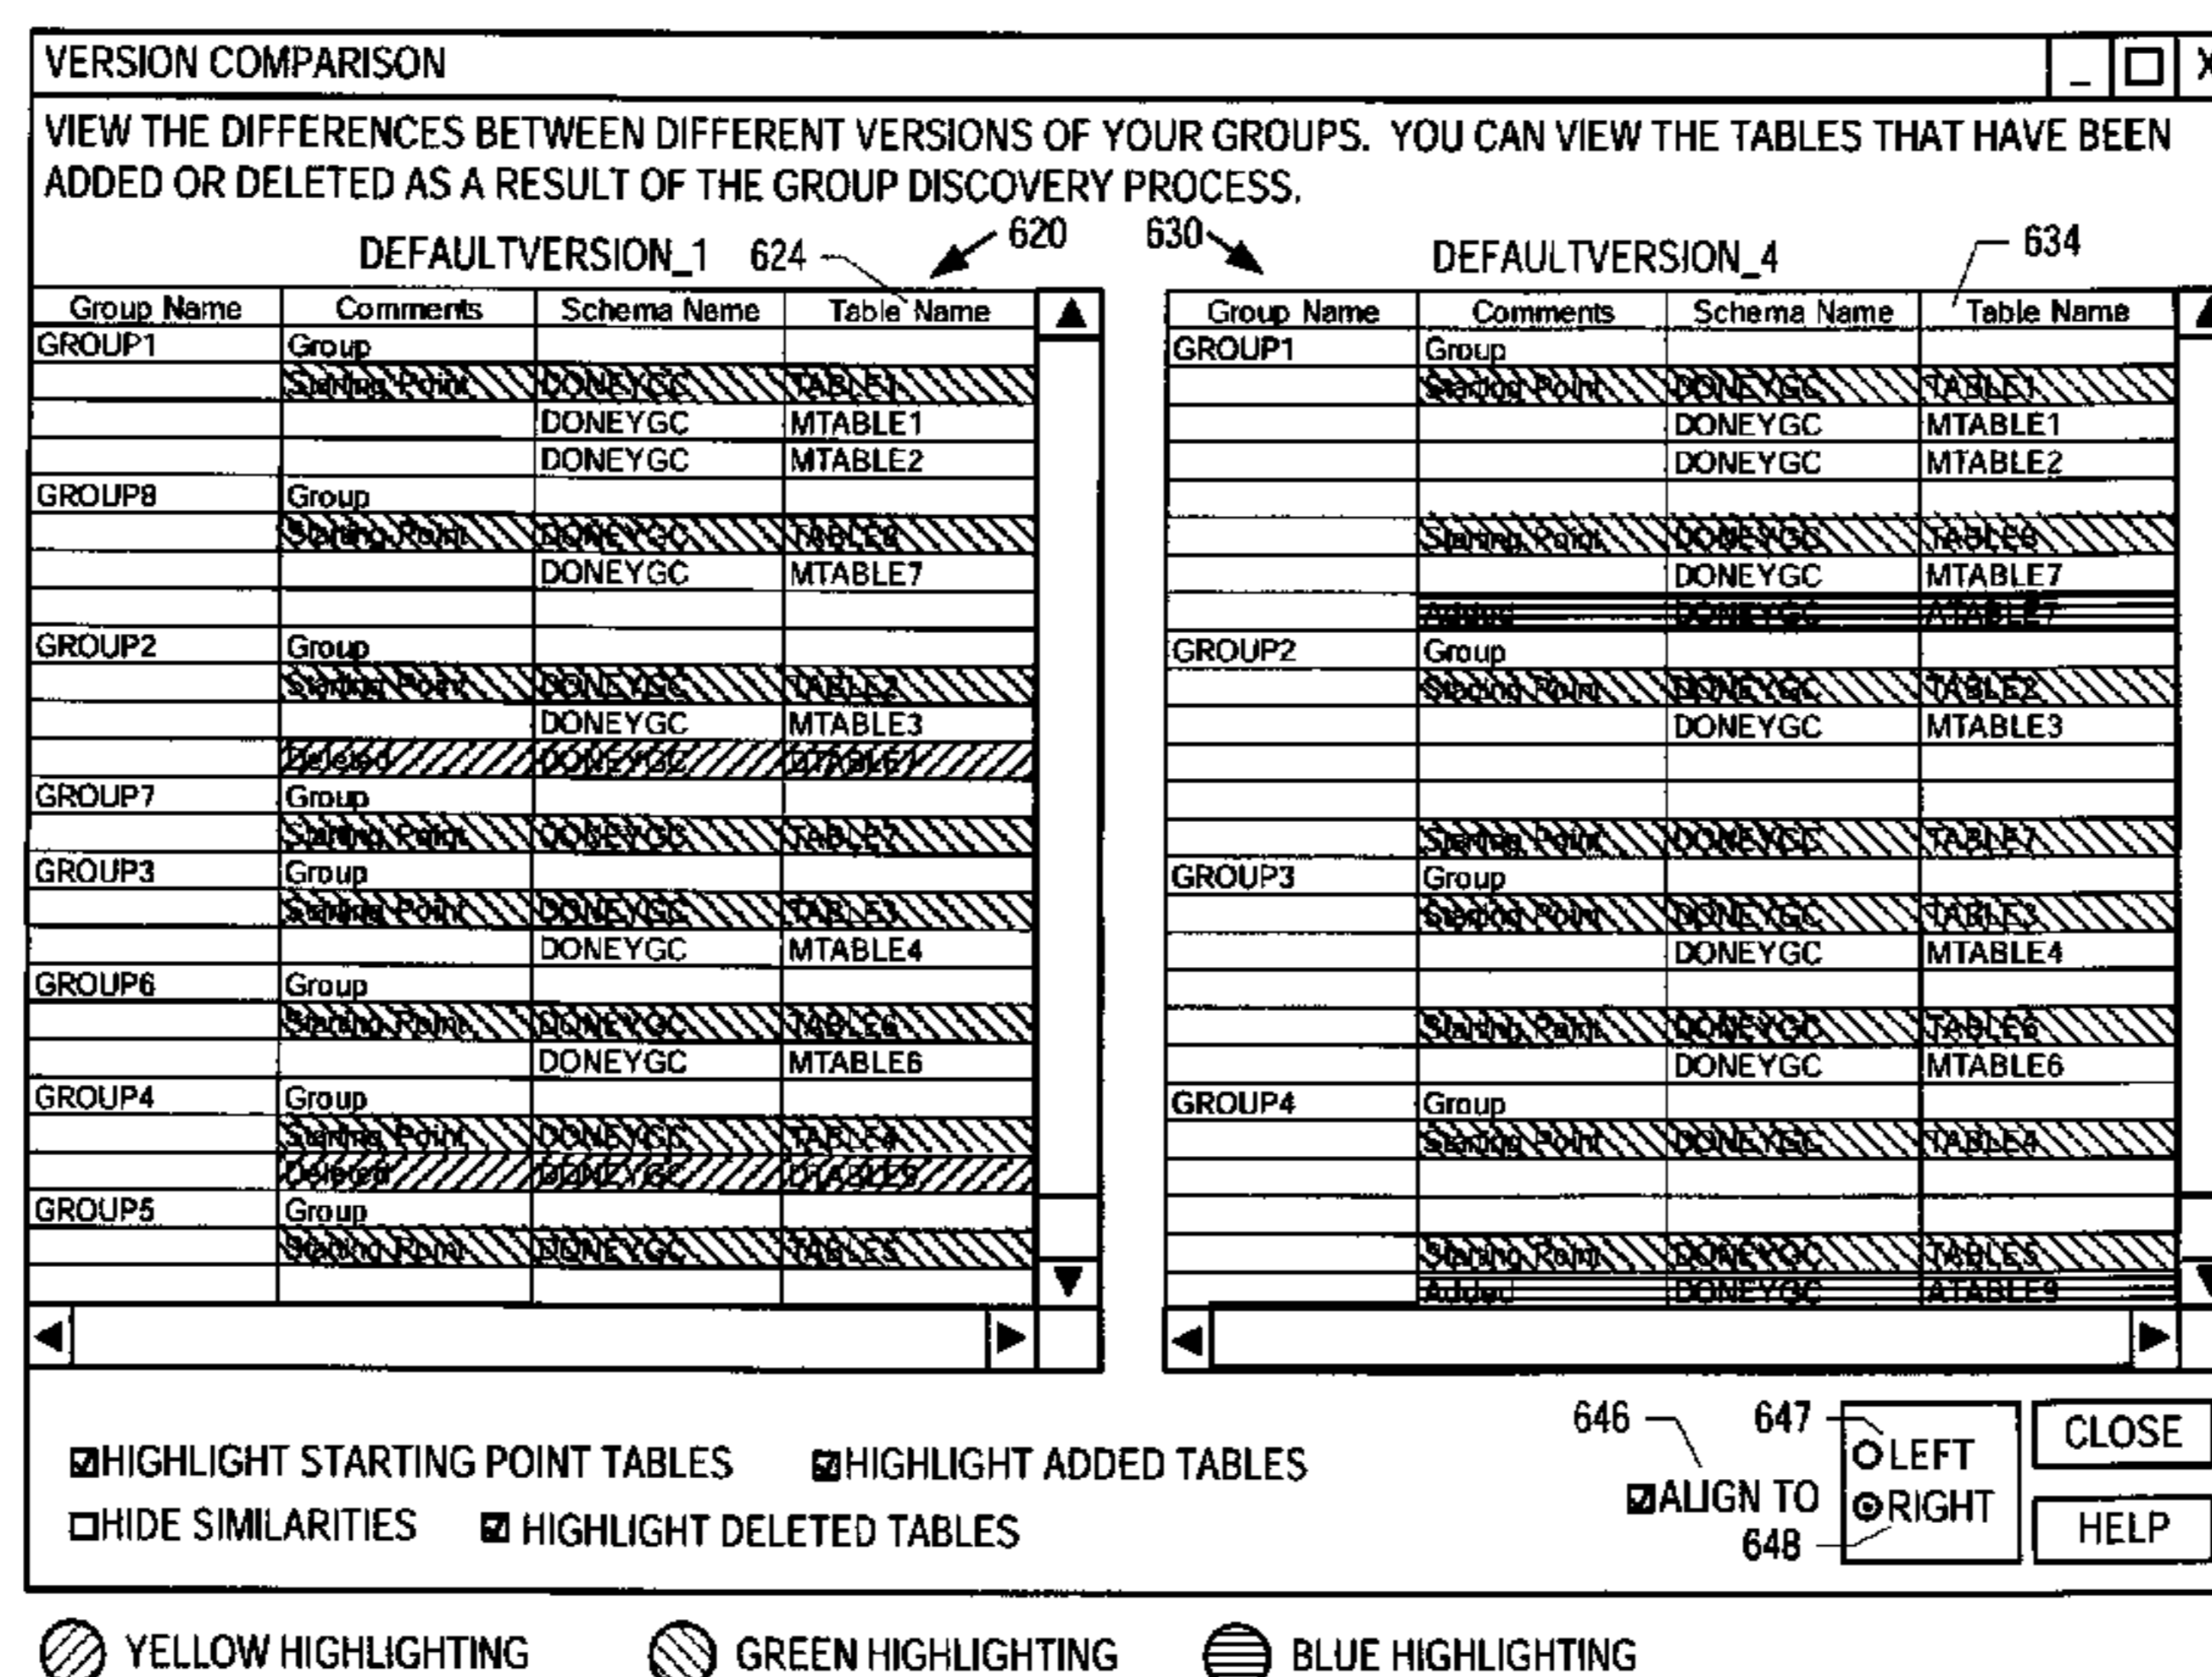 VERSION COMPARISON
VIEW THE DIFFERENCES BETWEEN DIFFERENT VERSIONS OF YOUR GROUPS. YOU CAN VIEW THE TABLES THAT HAVE BEEN
ADDED OR DELETED AS A RESULT OF THE GROUP DISCOVERY PROCESS.
DEFAULTVERSION_1 624 620
Group Name Comments Schema Name Table Name
GROUP1 Group
Starting Point DONEYGC TABLE1
DONEYGC MTABLE1
DONEYGC MTABLE2
GROUP8 Group
Starting Point DONEYGC TABLE8
DONEYGC MTABLE7
GROUP2 Group
Starting Point DONEYGC TABLE2
DONEYGC MTABLE3
Deleted DONEYGC
GROUP7 Group
Starting Point DONEYGC TABLE7
GROUP3 Group
Starting Point DONEYGC TABLE3
DONEYGC MTABLE4
GROUP6 Group
Starting Point DONEYGC TABLE6
DONEYGC MTABLE6
GROUP4 Group
Starting Point DONEYGC TABLE4
Deleted DONEYGC
GROUP5 Group
Starting Point DONEYGC TABLE5
630 DEFAULTVERSION_4 634
Group Name Comments Schema Name Table Name
GROUP1 Group
Starting Point DONEYGC TABLE1
DONEYGC MTABLE1
DONEYGC MTABLE2
Starting Point DONEYGC TABLE8
DONEYGC MTABLE7
Added DONEYGC ATABLE7
GROUP2 Group
Starting Point DONEYGC TABLE2
DONEYGC MTABLE3
Starting Point DONEYGC TABLE7
GROUP3 Group
Starting Point DONEYGC TABLE3
DONEYGC MTABLE4
Starting Point DONEYGC TABLE6
DONEYGC MTABLE6
GROUP4 Group
Starting Point DONEYGC TABLE4
Starting Point DONEYGC TABLE5
Added DONEYGC ATABLE9
HIGHLIGHT STARTING POINT TABLES HIGHLIGHT ADDED TABLES
HIDE SIMILARITIES HIGHLIGHT DELETED TABLES
646 647
ALIGN TO
LEFT
RIGHT
648
CLOSE
HELP
YELLOW HIGHLIGHTING GREEN HIGHLIGHTING BLUE HIGHLIGHTING